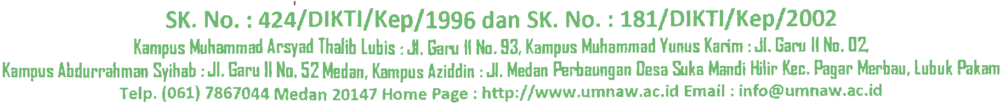 SK. No. : 424/DIKTI/Kep/1996 dan SK. No. : 181/DIKTI/Kep/2002
Kampus Muhammad Arsyad Thalib Lubis : Jl. Garu II No. 93, Kampus Muhammad Yunus Karim : Jl. Garu II No. 02,
Kampus Abdurrahman Syihab : Jl. Garu II No. 52 Medan, Kampus Aziddin : Jl. Medan Perbaungan Desa Suka Mandi Hilir Kec. Pagar Merbau, Lubuk Pakam
Telp. (061) 7867044 Medan 20147 Home Page : http://www.umnaw.ac.id Email : info@umnaw.ac.id